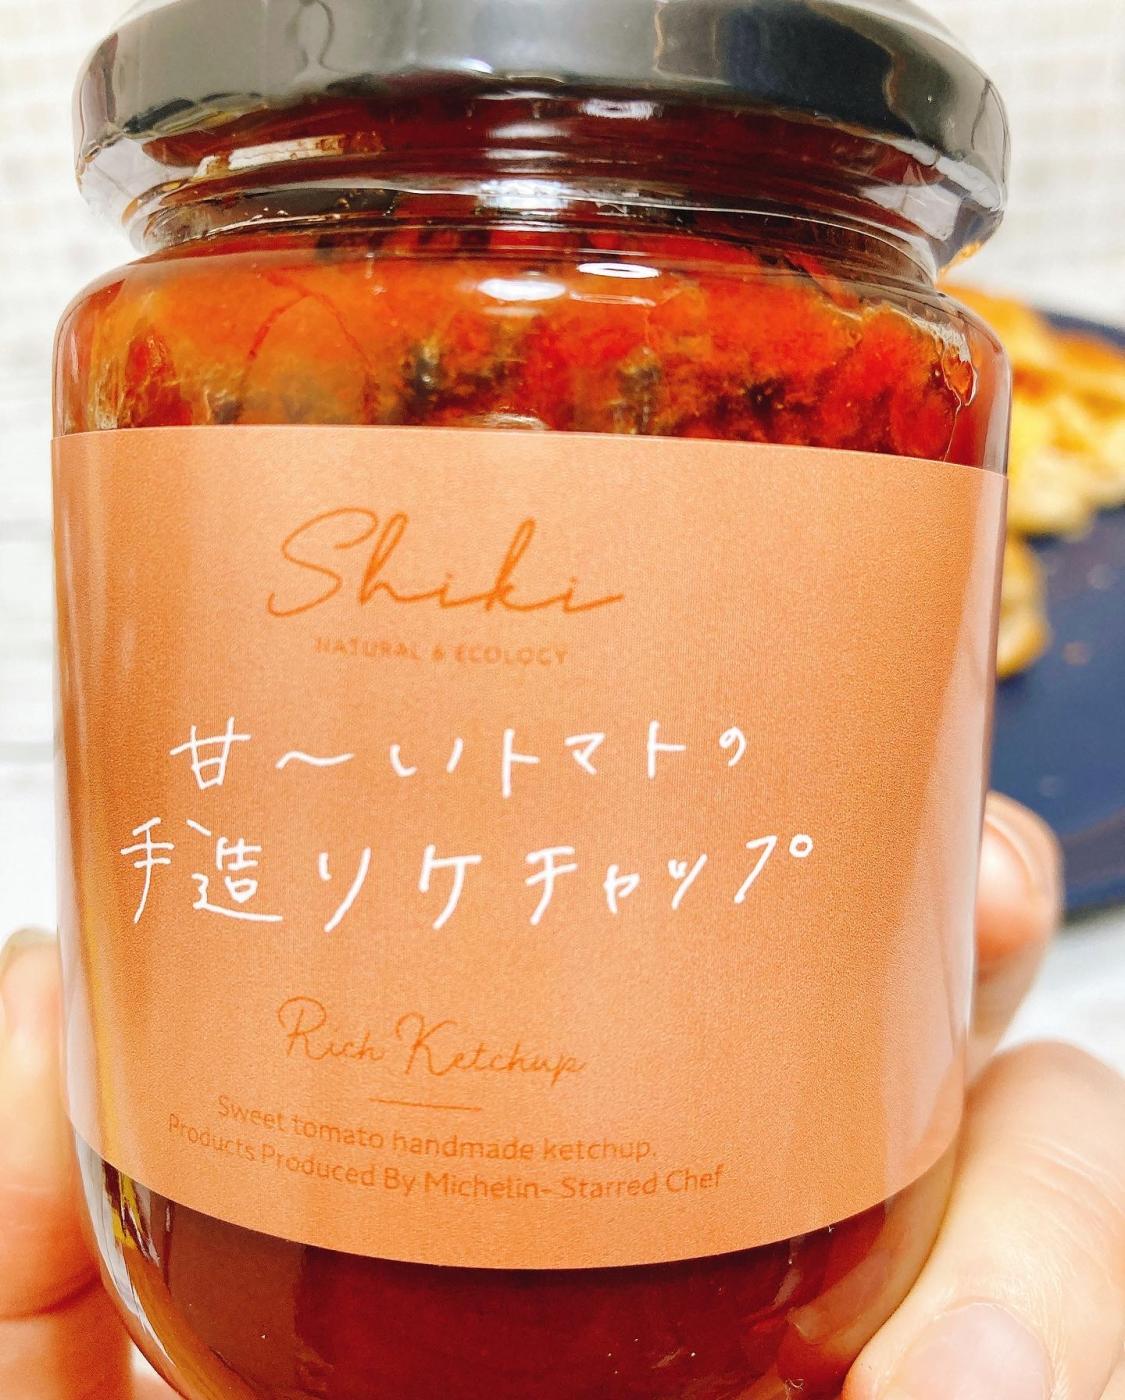 Shiki
NATURAL & ECOLOGY
甘〜いトマトの
手造りケチャップ
Rich Ketchup
Sweet tomato handmade ketchup.
Products Produced By Michelin- Starred Chef